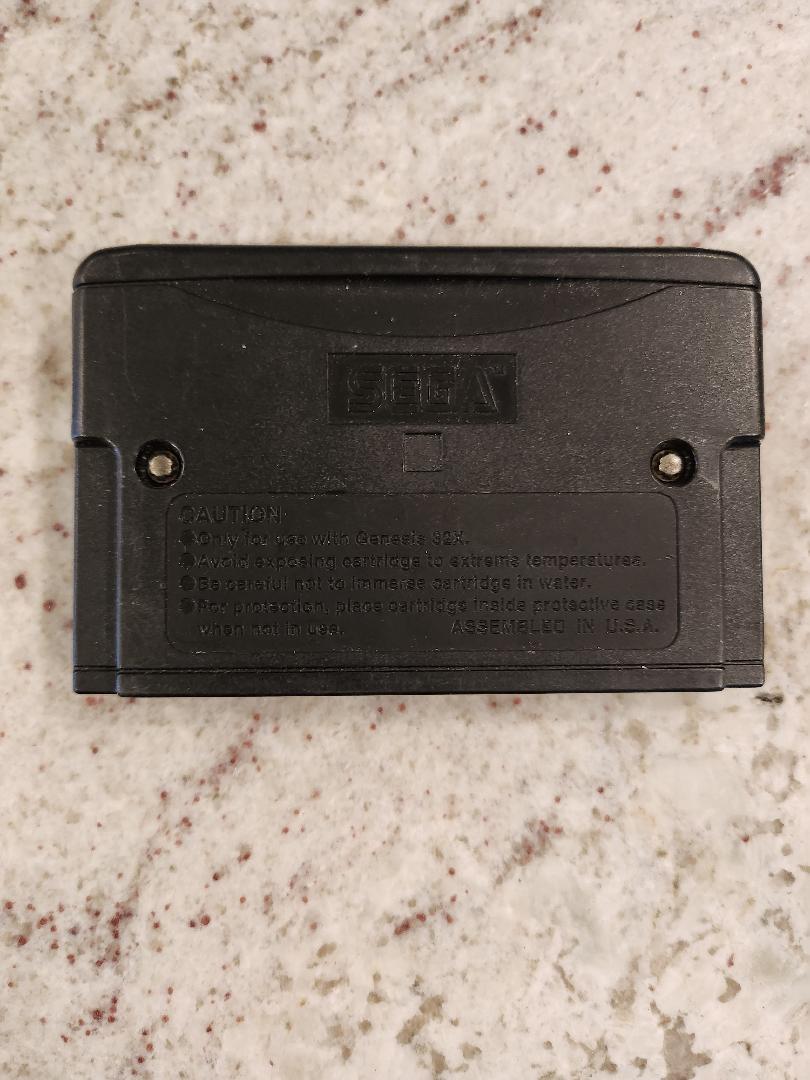 SEGA™
CAUTION
●Only for use with Genesis 32X.
●Avoid exposing cartridge to extreme temperatures.
●Be careful not to immerse cartridge in water.
●For protection, place cartridge inside protective case
when not in use. ASSEMBLED IN U.S.A.